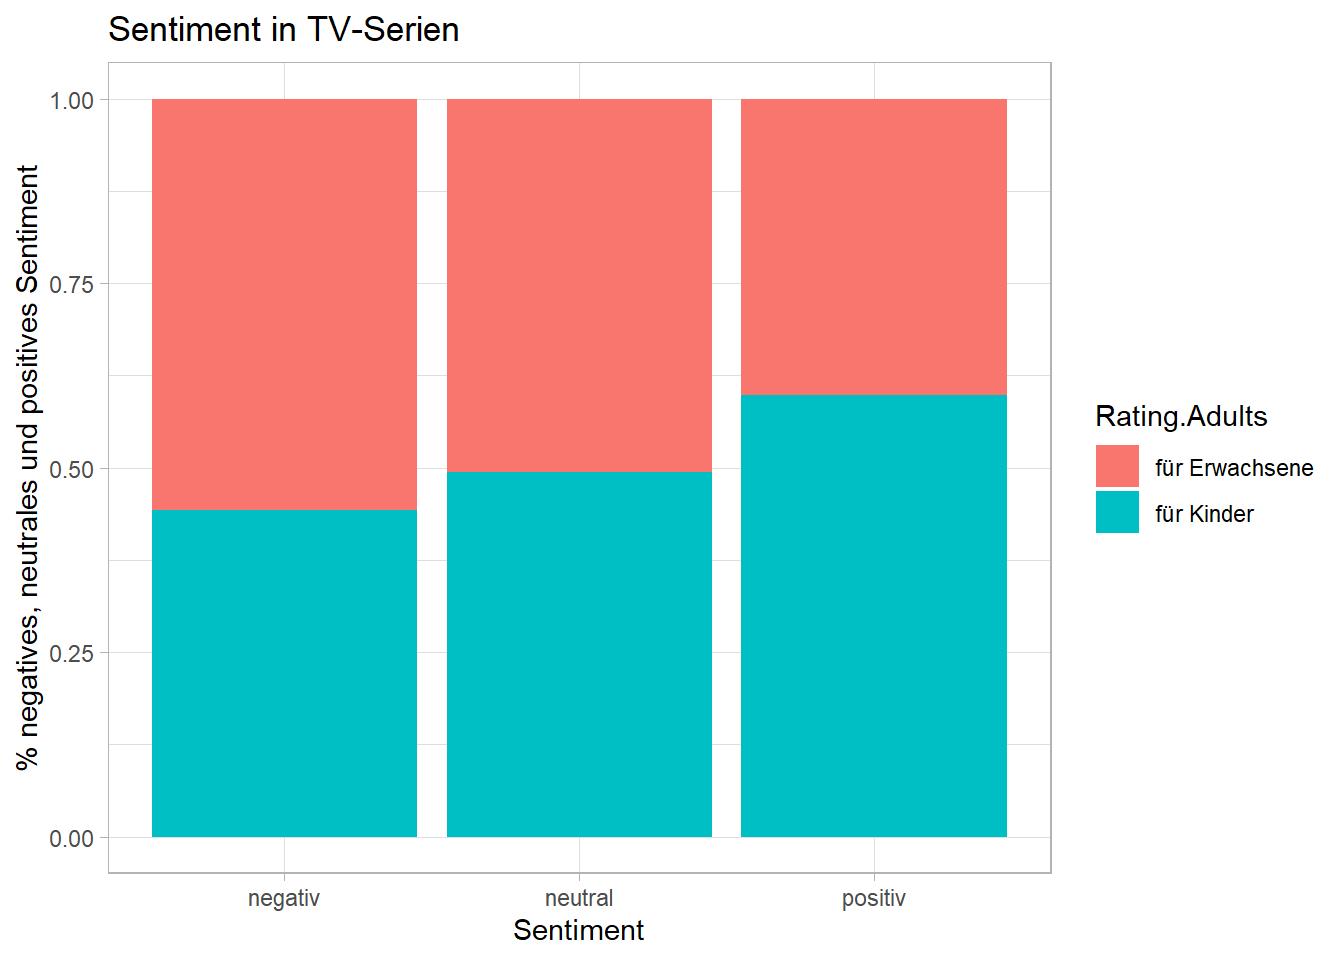 Sentiment in TV-Serien
% negatives, neutrales und positives Sentiment
1.00
0.75
0.50
0.25
0.00
negativ
neutral
positiv
Sentiment
Rating.Adults
für Erwachsene
für Kinder